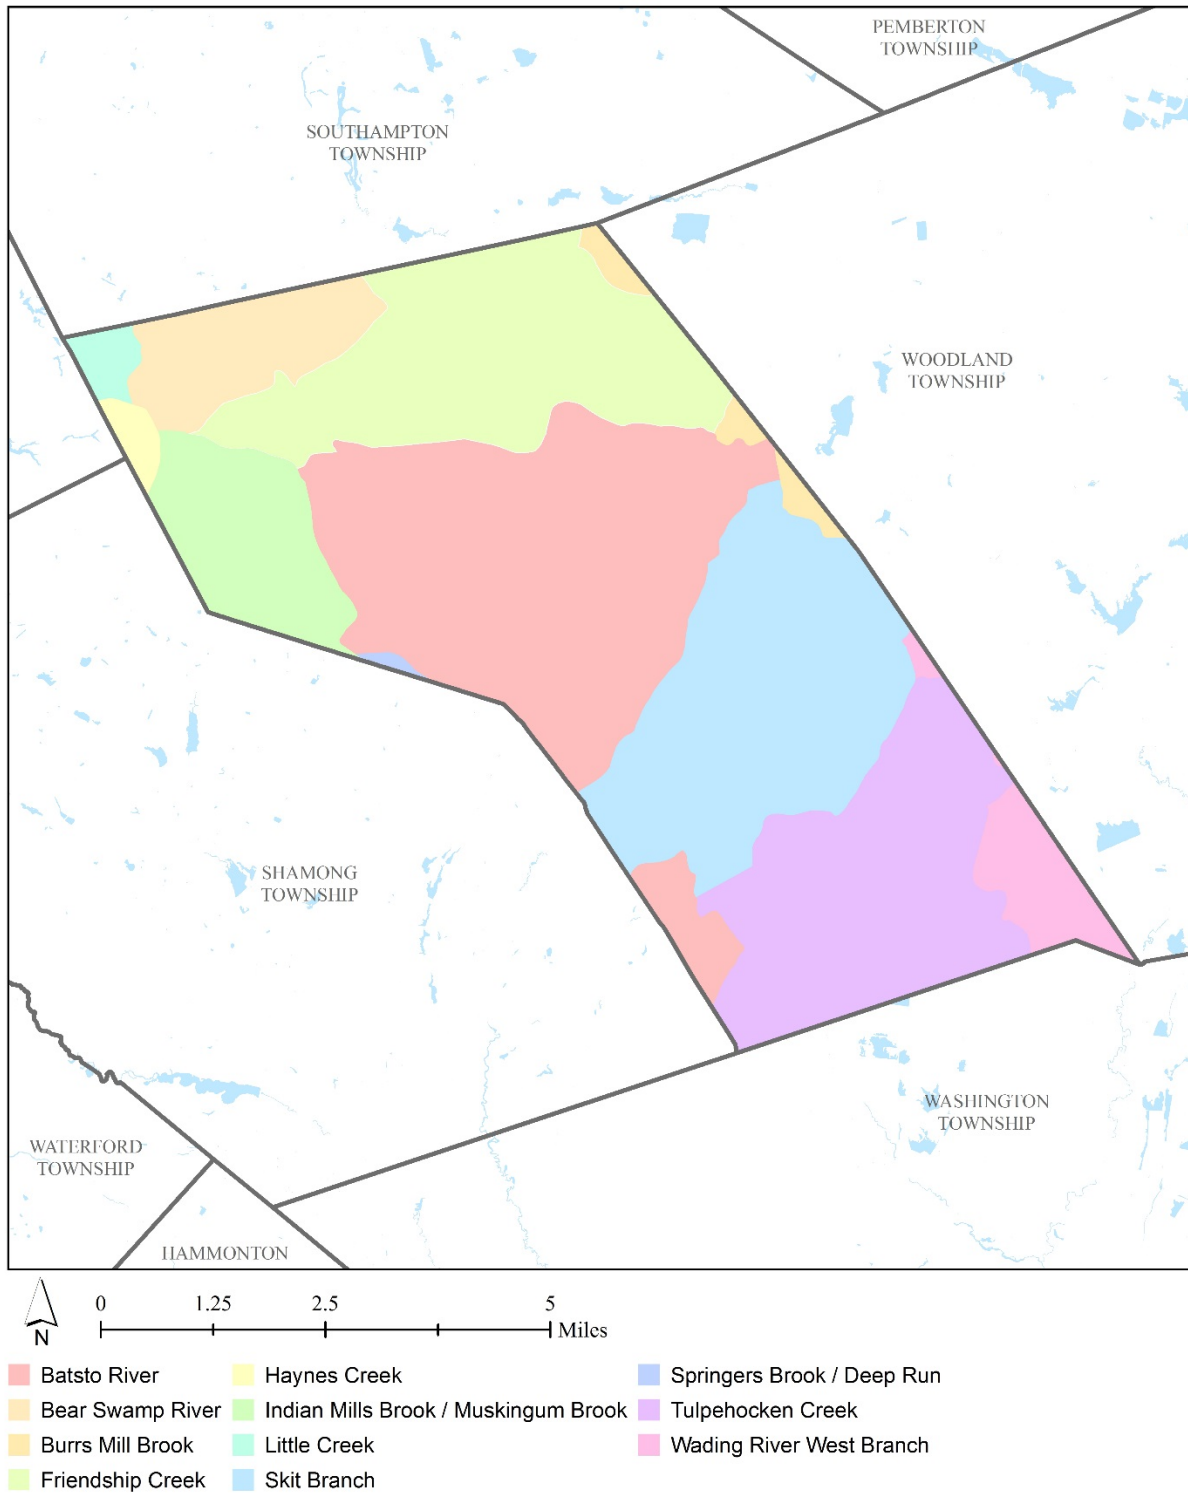 PEMBERTON
TOWNSHIP
SOUTHAMPTON
TOWNSHIP
WOODLAND
TOWNSHIP
SHAMONG
TOWNSHIP
WASHINGTON
TOWNSHIP
WATERFORD
TOWNSHIP
HAMMONTON
N
0 1.25 2.5 5
Miles
Batsto River
Bear Swamp River
Burrs Mill Brook
Friendship Creek
Haynes Creek
Indian Mills Brook / Muskingum Brook
Little Creek
Skit Branch
Springers Brook / Deep Run
Tulpehocken Creek
Wading River West Branch